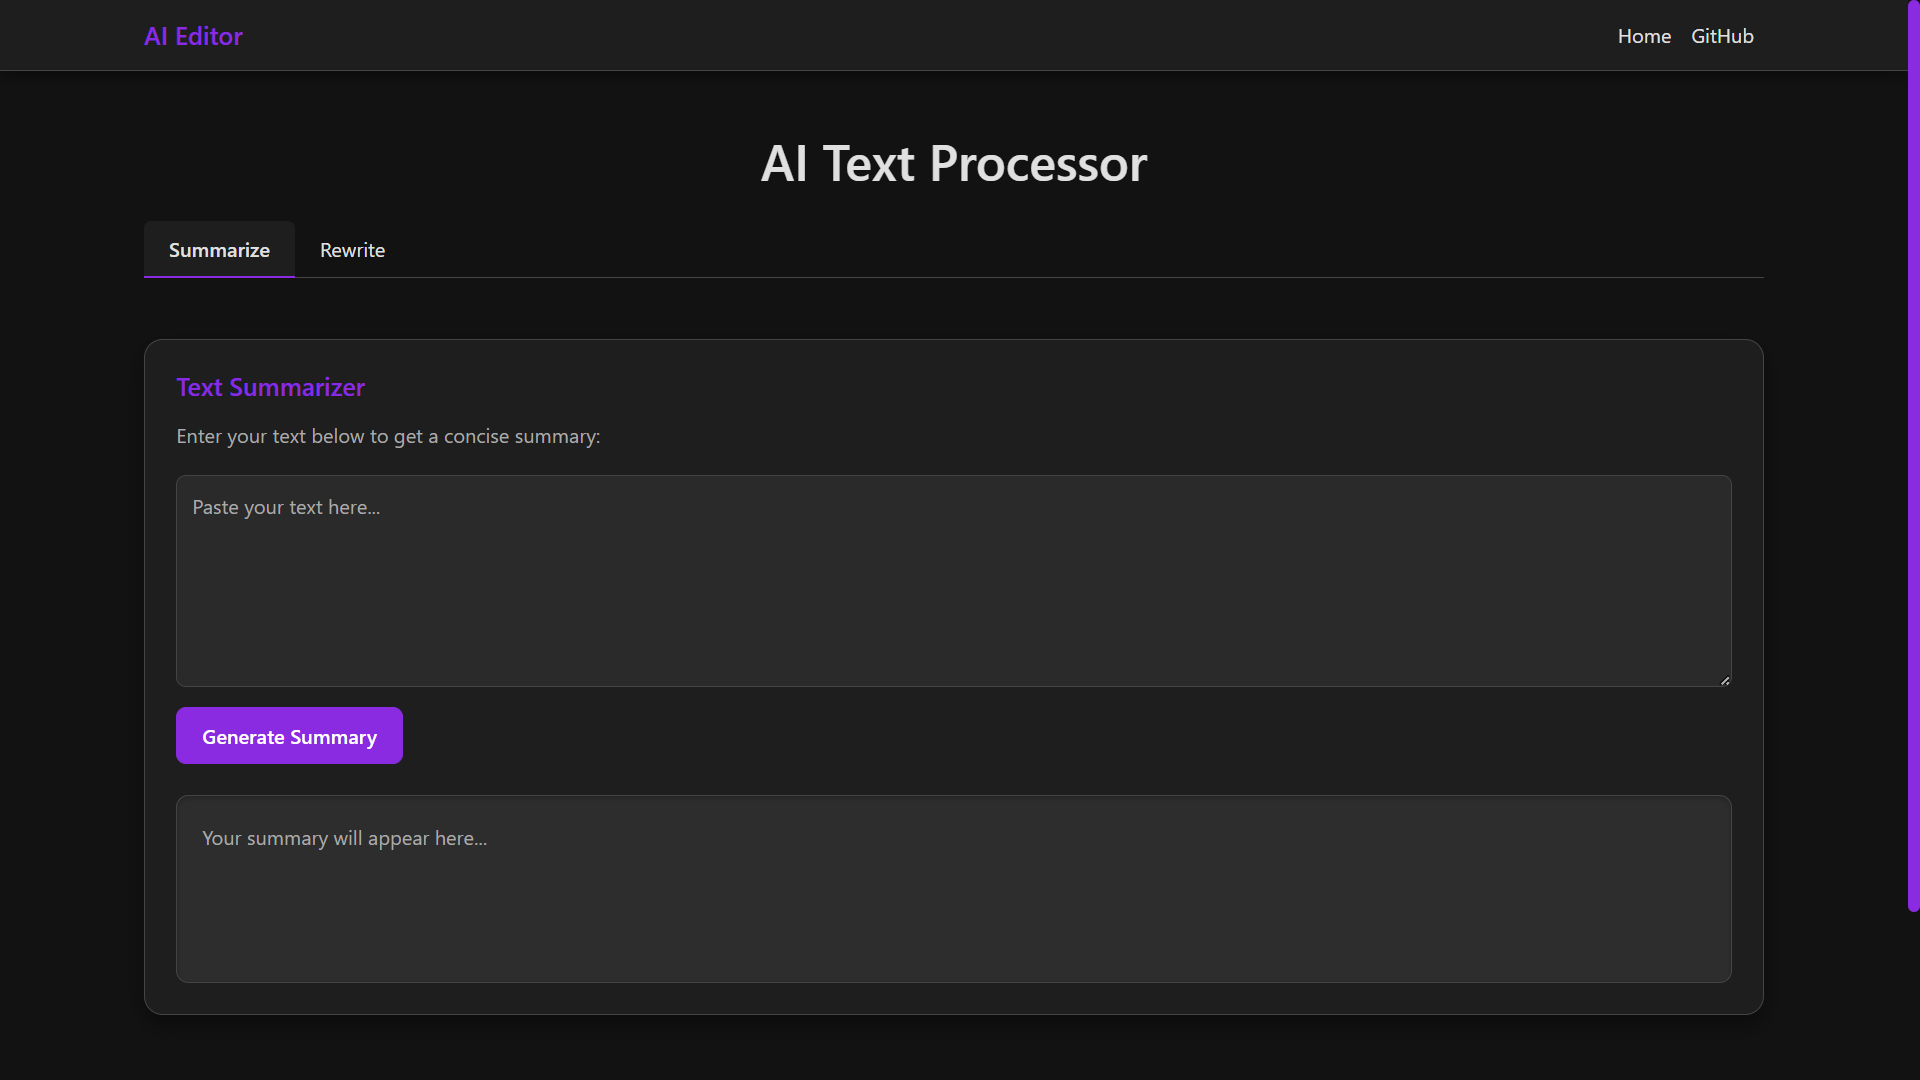 AI Editor
Home GitHub
AI Text Processor
Summarize Rewrite
Text Summarizer
Enter your text below to get a concise summary:
Paste your text here...
Generate Summary
Your summary will appear here...